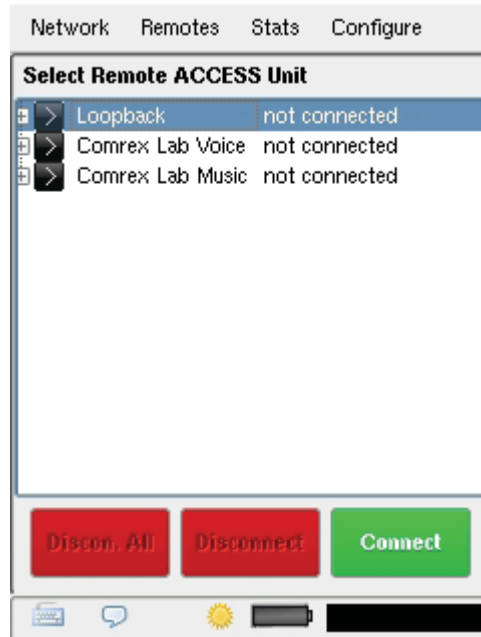 Network Remotes Stats Configure
Select Remote ACCESS Unit
Loopback not connected
Comrex Lab Voice not connected
Comrex Lab Music not connected
Discon. All Disconnect Connect